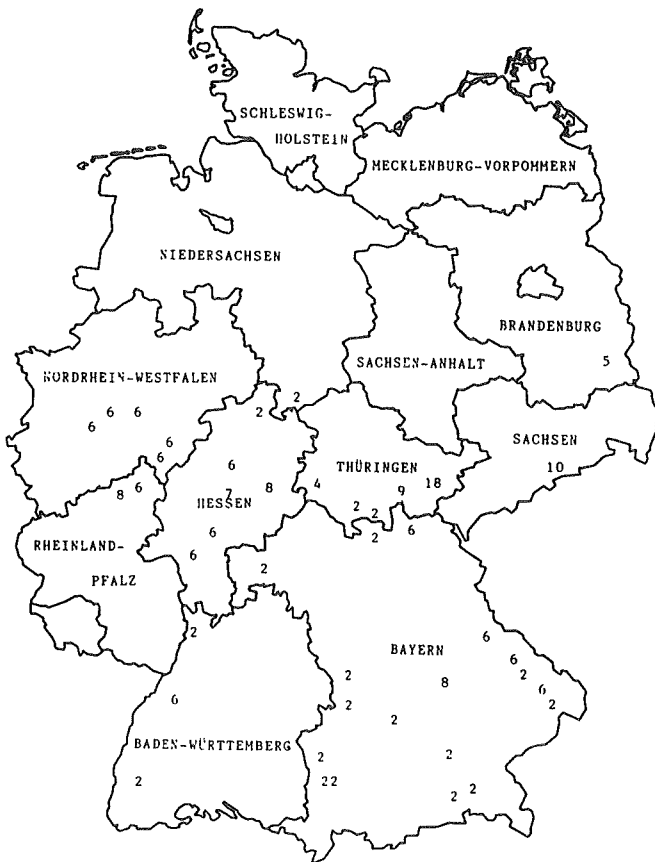 SCHLESWIG-
HOLSTEIN
MECKLENBURG-VORPOMMERN
NIEDERSACHSEN
BRANDENBURG
5
SACHSEN-ANHALT
NORDRHEIN-WESTFALEN
2
2
6 6
6
6
6
SACHSEN
10
THÜRINGEN
6
4
18
9
HESSEN
7
8
6
8 6
2
2
2
6
6
6
2
RHEINLAND-
PFALZ
2
6
BAYERN
6
2
2
8
6
2
2
6
2
BADEN-WÜRTTEMBERG
2
2
2
22
2
2